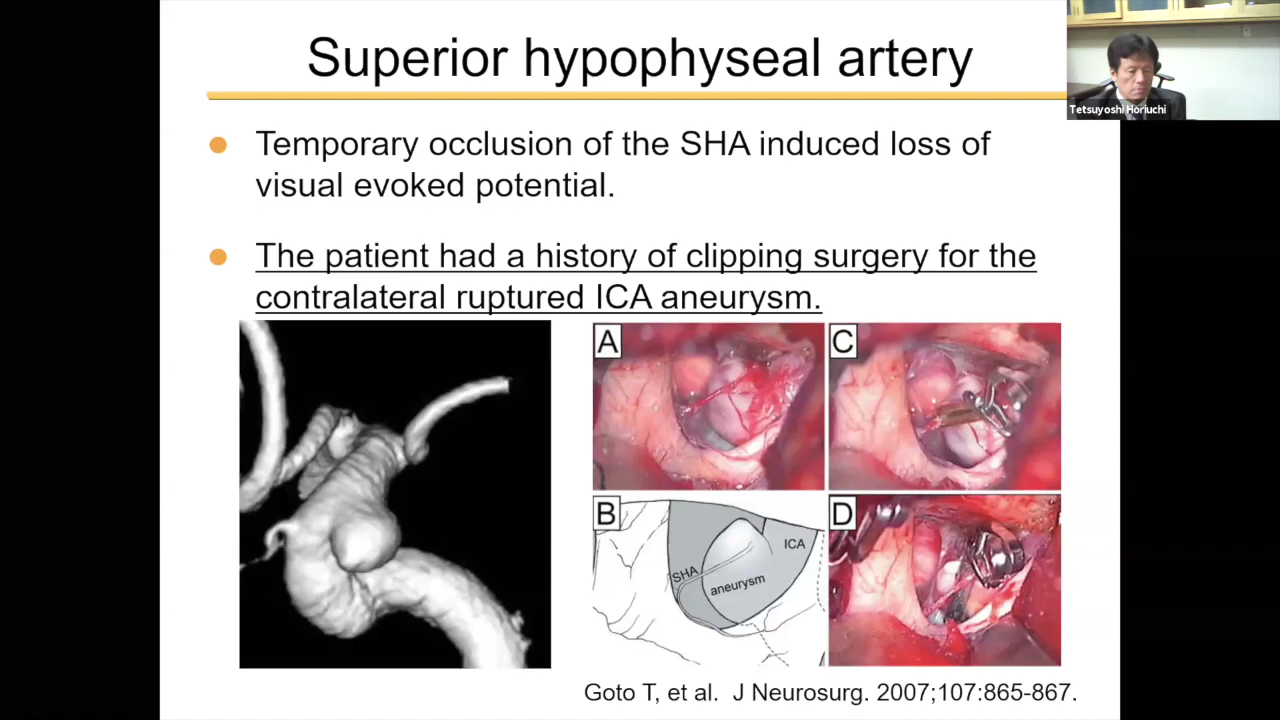 Superior hypophyseal artery
Tetsuyoshi Horiuchi
Temporary occlusion of the SHA induced loss of
visual evoked potential.
The patient had a history of clipping surgery for the
contralateral ruptured ICA aneurysm.
A
C
B
SHA
aneurysm
ICA
D
Goto T, et al. J Neurosurg. 2007;107:865-867.